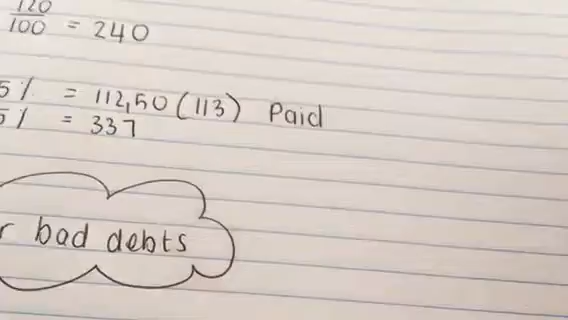 120
100 = 240
5% = 112,50 (113) Paid
5% = 337
r bad debts